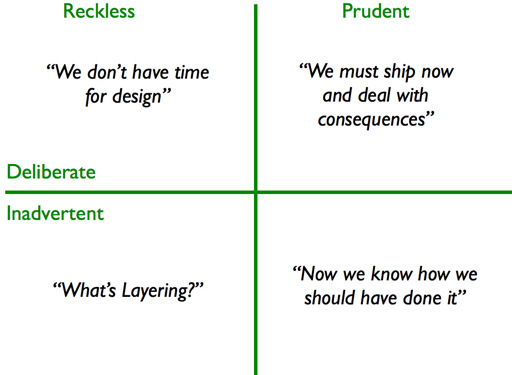 Reckless
Prudent
“We don’t have time
for design”
“We must ship now
and deal with
consequences”
Deliberate
Inadvertent
“What’s Layering?”
“Now we know how we
should have done it”